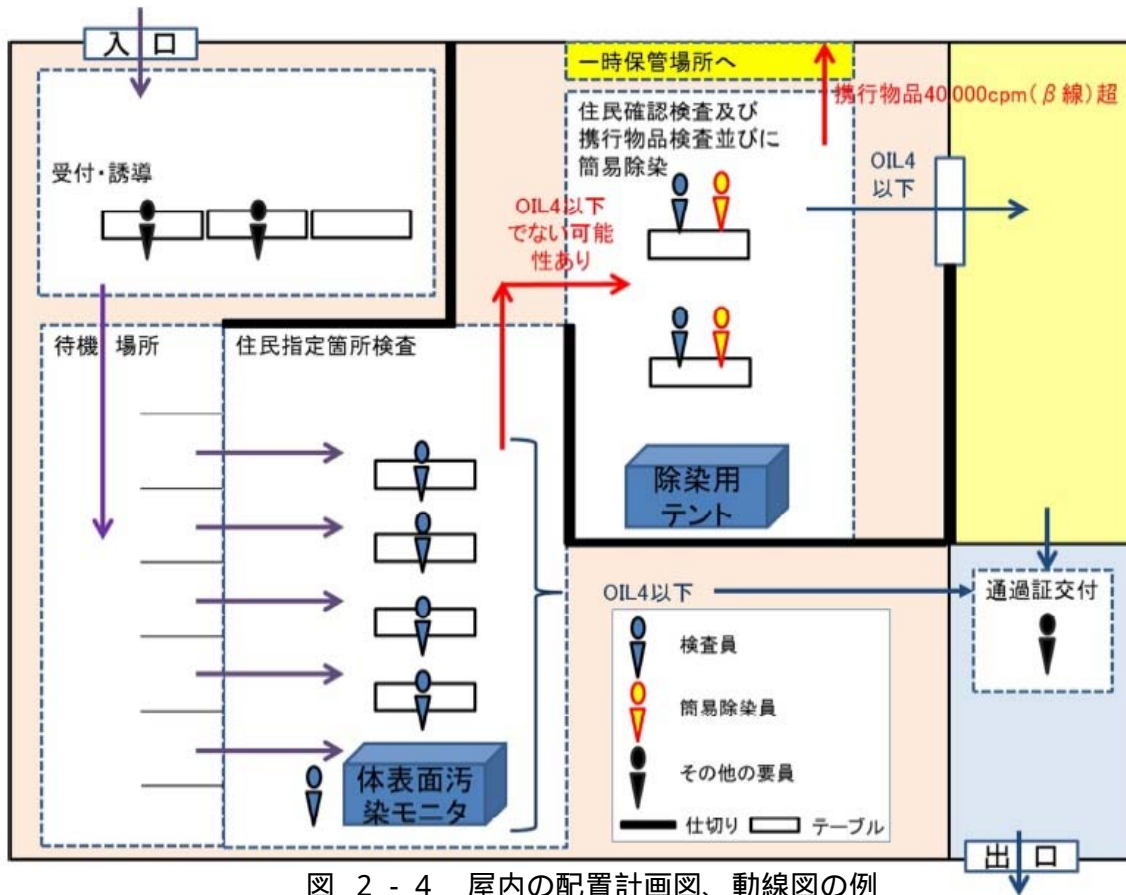 入 口
受付・誘導
待機 場所
住民指定箇所検査
体表面汚
染モニタ
OIL4以下
でない可能
性あり
一時保管場所へ
携行物品40,000cpm(β線)超
住民確認検査及び
携行物品検査並びに
簡易除染
除染用
テント
OIL4
以下
OIL4以下
通過証交付
検査員
簡易除染員
その他の要員
仕切り テーブル
出 口
図 2-4 屋内の配置計画図、動線図の例